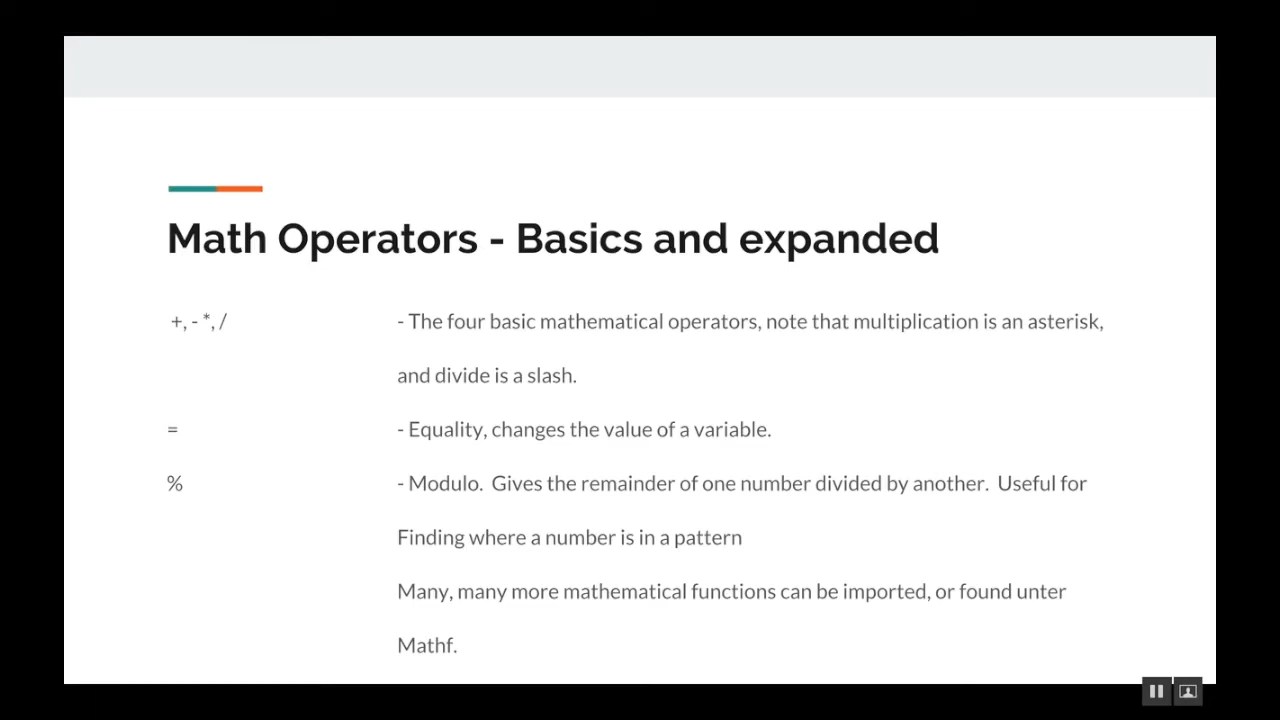 Math Operators - Basics and expanded
+, - *, / - The four basic mathematical operators, note that multiplication is an asterisk,
and divide is a slash.
= - Equality, changes the value of a variable.
% - Modulo.  Gives the remainder of one number divided by another.  Useful for
Finding where a number is in a pattern
Many, many more mathematical functions can be imported, or found unter
Mathf.